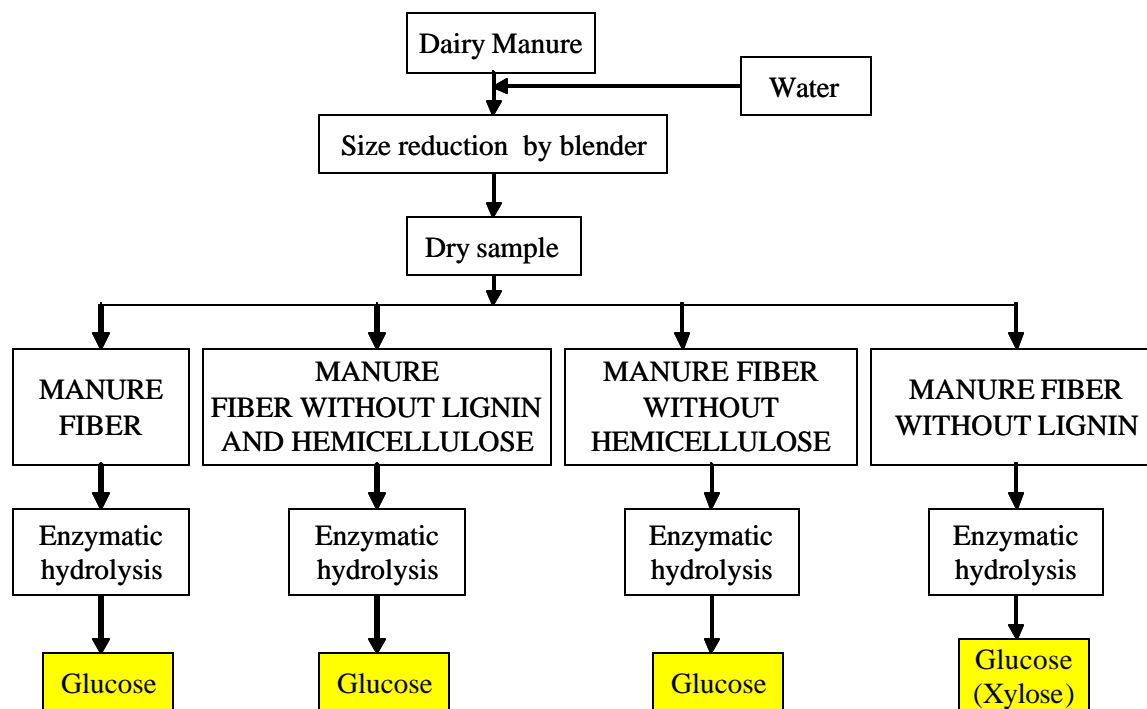 Dairy Manure
Water
Size reduction by blender
Dry sample
MANURE
FIBER
MANURE
FIBER WITHOUT LIGNIN
AND HEMICELLULOSE
MANURE FIBER
WITHOUT
HEMICELLULOSE
MANURE FIBER
WITHOUT LIGNIN
Enzymatic
hydrolysis
Enzymatic
hydrolysis
Enzymatic
hydrolysis
Enzymatic
hydrolysis
Glucose
Glucose
Glucose
Glucose
(Xylose)